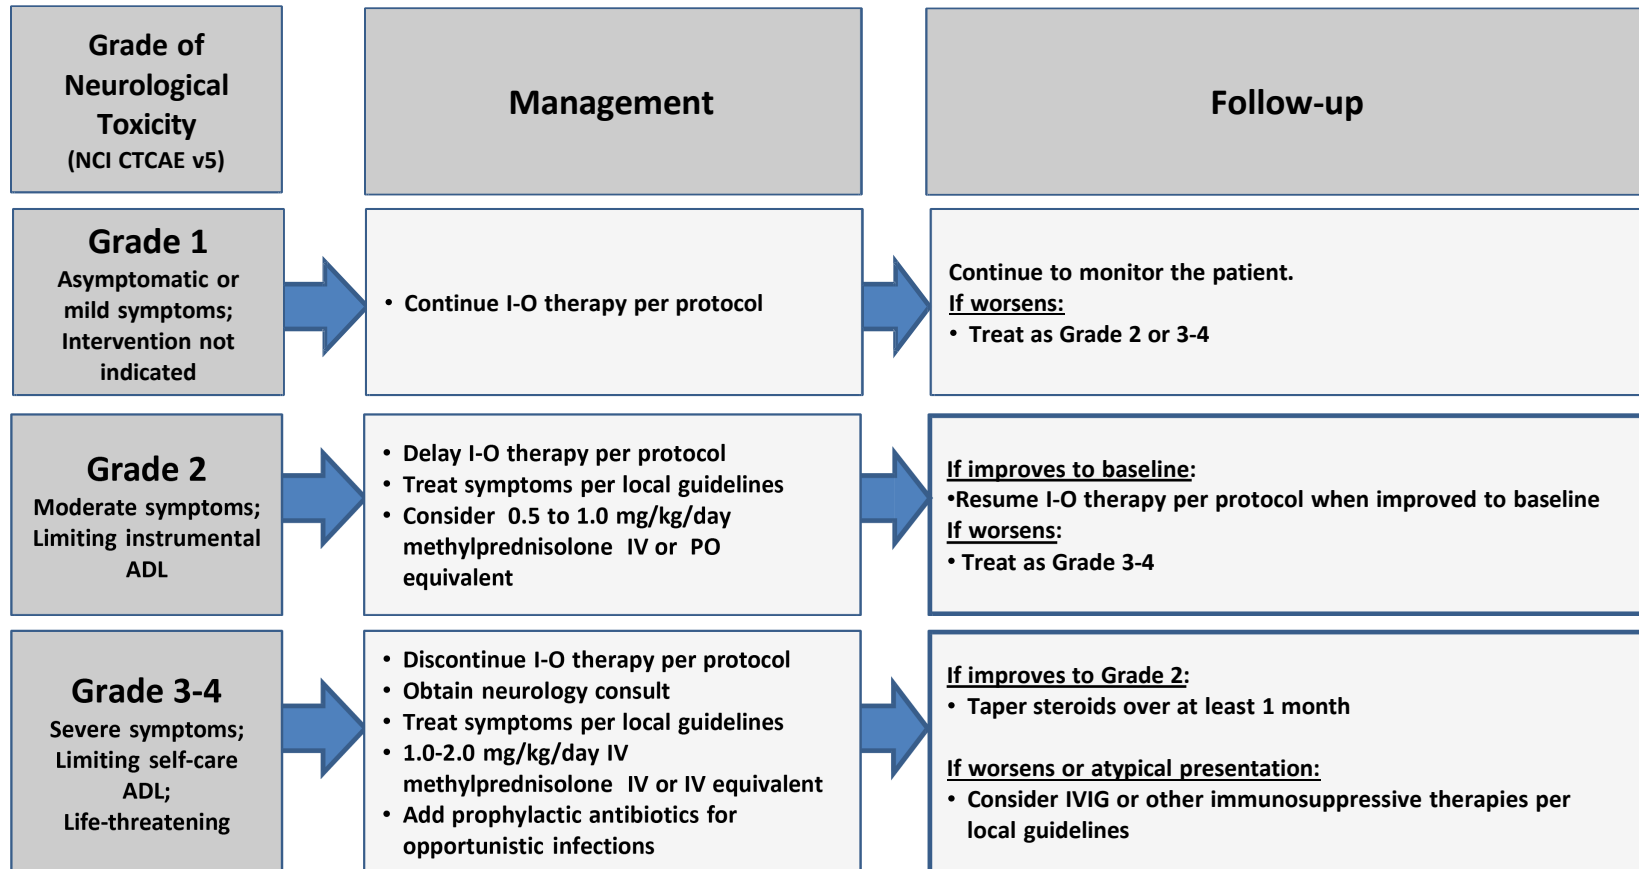 Grade of
Neurological
Toxicity
(NCI CTCAE v5)
Management
Follow-up
Grade 1
Asymptomatic or
mild symptoms;
Intervention not
indicated
• Continue I-O therapy per protocol
Continue to monitor the patient.
If worsens:
• Treat as Grade 2 or 3-4
Grade 2
Moderate symptoms;
Limiting instrumental
ADL
• Delay I-O therapy per protocol
• Treat symptoms per local guidelines
• Consider 0.5 to 1.0 mg/kg/day
methylprednisolone IV or PO
equivalent
If improves to baseline:
•Resume I-O therapy per protocol when improved to baseline
If worsens:
• Treat as Grade 3-4
Grade 3-4
Severe symptoms;
Limiting self-care
ADL;
Life-threatening
• Discontinue I-O therapy per protocol
• Obtain neurology consult
• Treat symptoms per local guidelines
• 1.0-2.0 mg/kg/day IV
methylprednisolone IV or IV equivalent
• Add prophylactic antibiotics for
opportunistic infections
If improves to Grade 2:
• Taper steroids over at least 1 month
If worsens or atypical presentation:
• Consider IVIG or other immunosuppressive therapies per
local guidelines